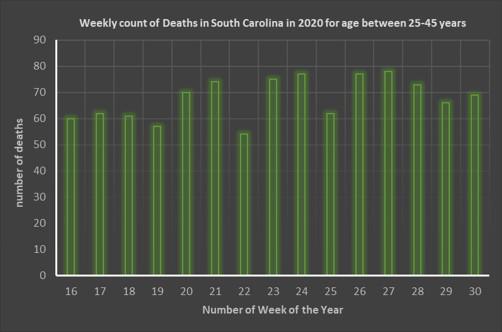 Weekly count of Deaths in South Carolina in 2020 for age between 25-45 years
90
80
70
60
50
40
30
20
10
0
number of deaths
16 17 18 19 20 21 22 23 24 25 26 27 28 29 30
Number of Week of the Year